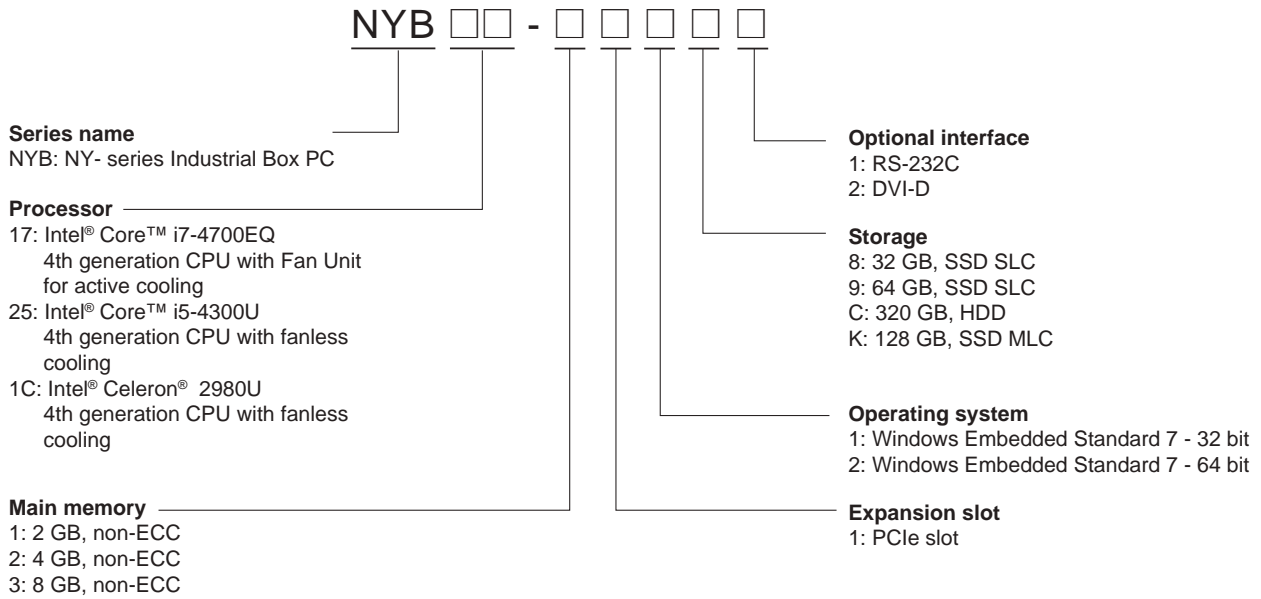 NYB □□ - □ □ □ □ □
Series name
NYB: NY- series Industrial Box PC
Processor
17: Intel® Core™ i7-4700EQ
4th generation CPU with Fan Unit
for active cooling
25: Intel® Core™ i5-4300U
4th generation CPU with fanless
cooling
1C: Intel® Celeron® 2980U
4th generation CPU with fanless
cooling
Main memory
1: 2 GB, non-ECC
2: 4 GB, non-ECC
3: 8 GB, non-ECC
Optional interface
1: RS-232C
2: DVI-D
Storage
8: 32 GB, SSD SLC
9: 64 GB, SSD SLC
C: 320 GB, HDD
K: 128 GB, SSD MLC
Operating system
1: Windows Embedded Standard 7 - 32 bit
2: Windows Embedded Standard 7 - 64 bit
Expansion slot
1: PCIe slot